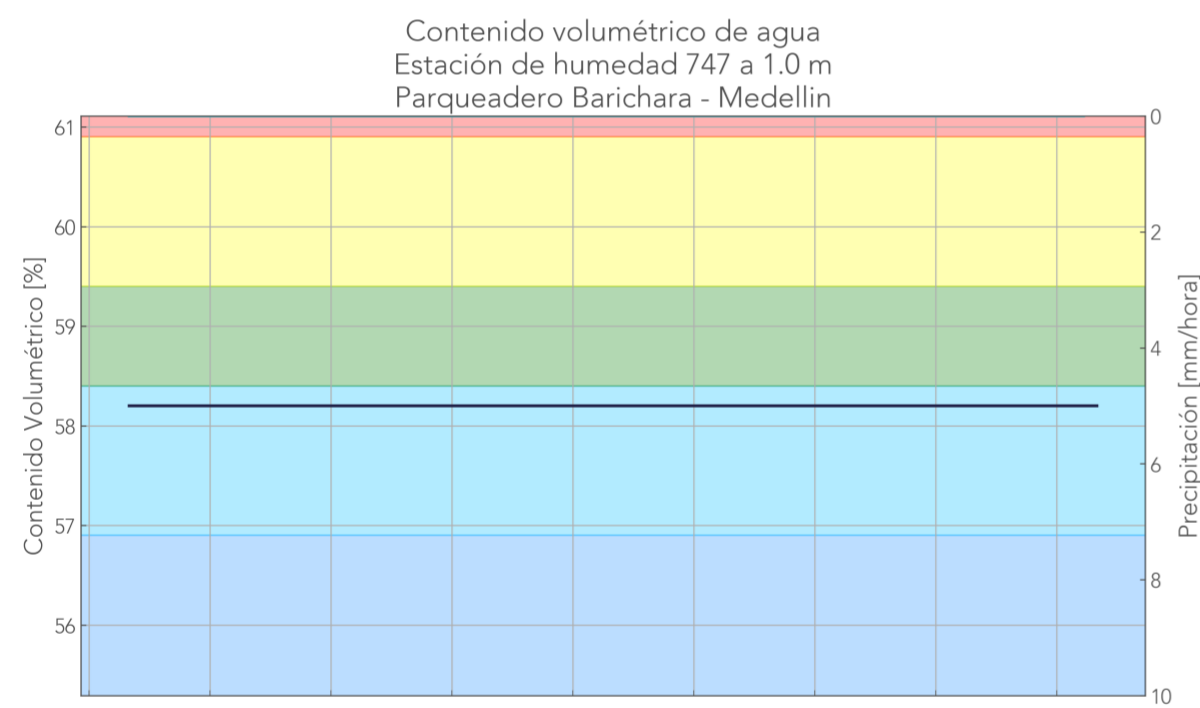 Contenido volumétrico de agua
Estación de humedad 747 a 1.0 m
Parqueadero Barichara - Medellin
Contenido Volumétrico [%]
61
60
59
58
57
56
0
2
4
6
8
10
Precipitación [mm/hora]